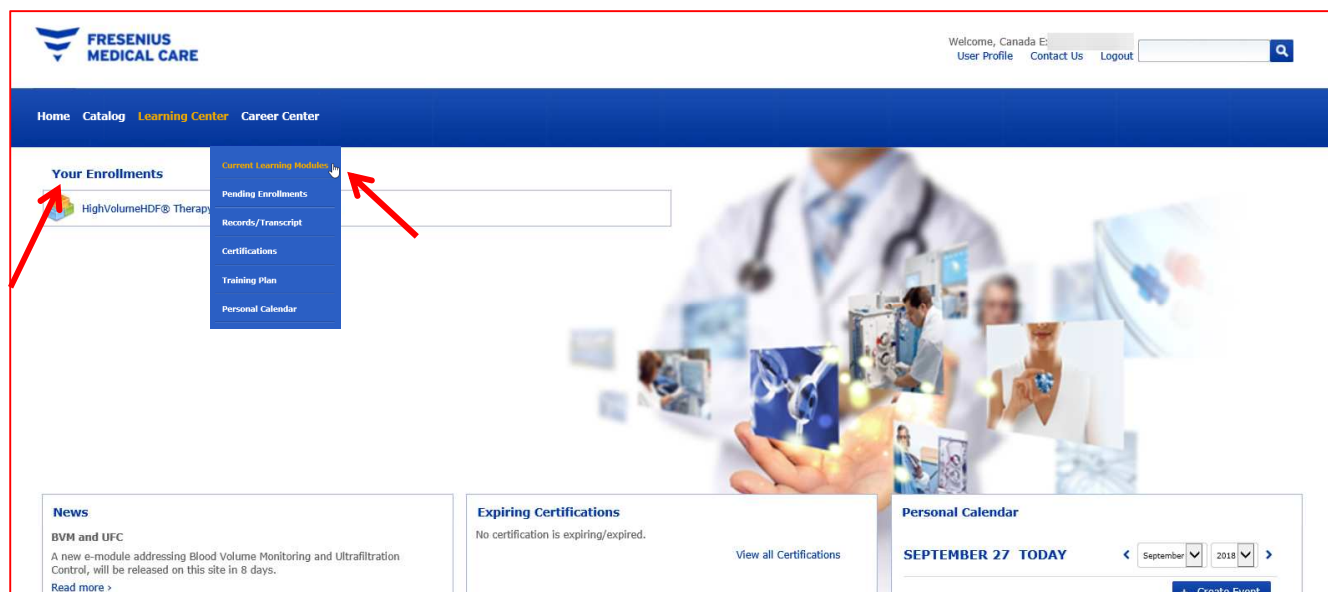 FRESENIUS
MEDICAL CARE
Welcome, Canada E
User Profile Contact Us Logout
Home Catalog Learning Center Career Center
Your Enrollments
HighVolumeHDF® Therapy
Current Learning Modules
Pending Enrollments
Records/Transcript
Certifications
Training Plan
Personal Calendar
News
BVM and UFC
A new e-module addressing Blood Volume Monitoring and Ultrafiltration
Control, will be released on this site in 8 days.
Read more ›
Expiring Certifications
No certification is expiring/expired.
View all Certifications
Personal Calendar
SEPTEMBER 27 TODAY
September 2018
+ Create Event